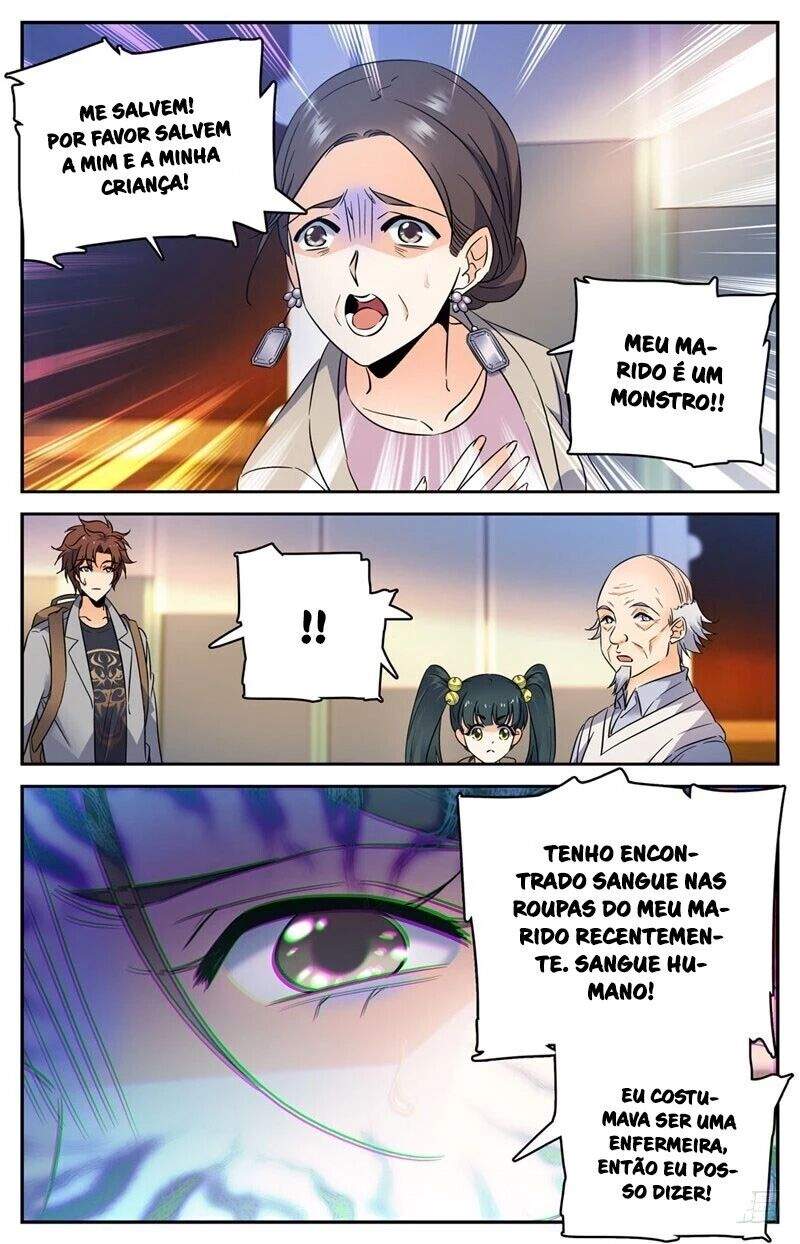 ME SALVEM!
POR FAVOR SALVEM
A MIM E A MINHA
CRIANÇA!
MEU MA-
RIDO É UM
MONSTRO!!
!!
TENHO ENCON-
TRADO SANGUE NAS
ROUPAS DO MEU MA-
RIDO RECENTEMEN-
TE. SANGUE HU-
MANO!
EU COSTU-
MAVA SER UMA
ENFERMEIRA,
ENTÃO EU POS-
SO DIZER!